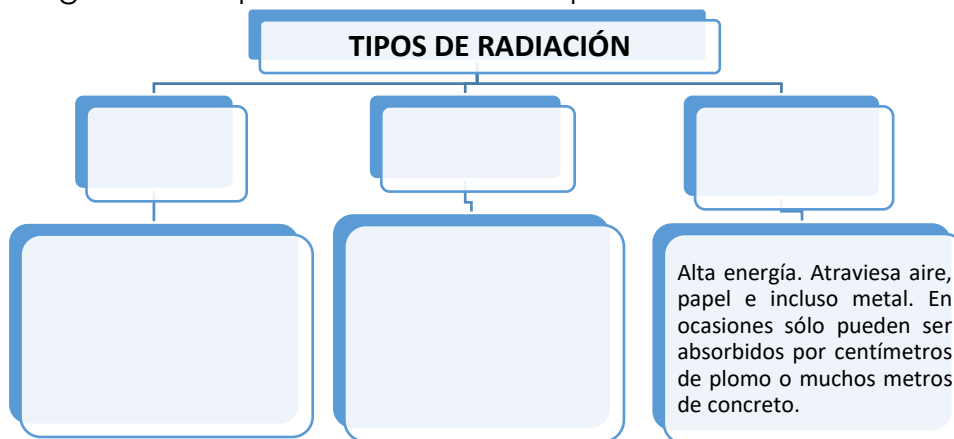 TIPOS DE RADIACIÓN
Alta energía. Atraviesa aire,
papel e incluso metal. En
ocasiones sólo pueden ser
absorbidos por centímetros
de plomo o muchos metros
de concreto.